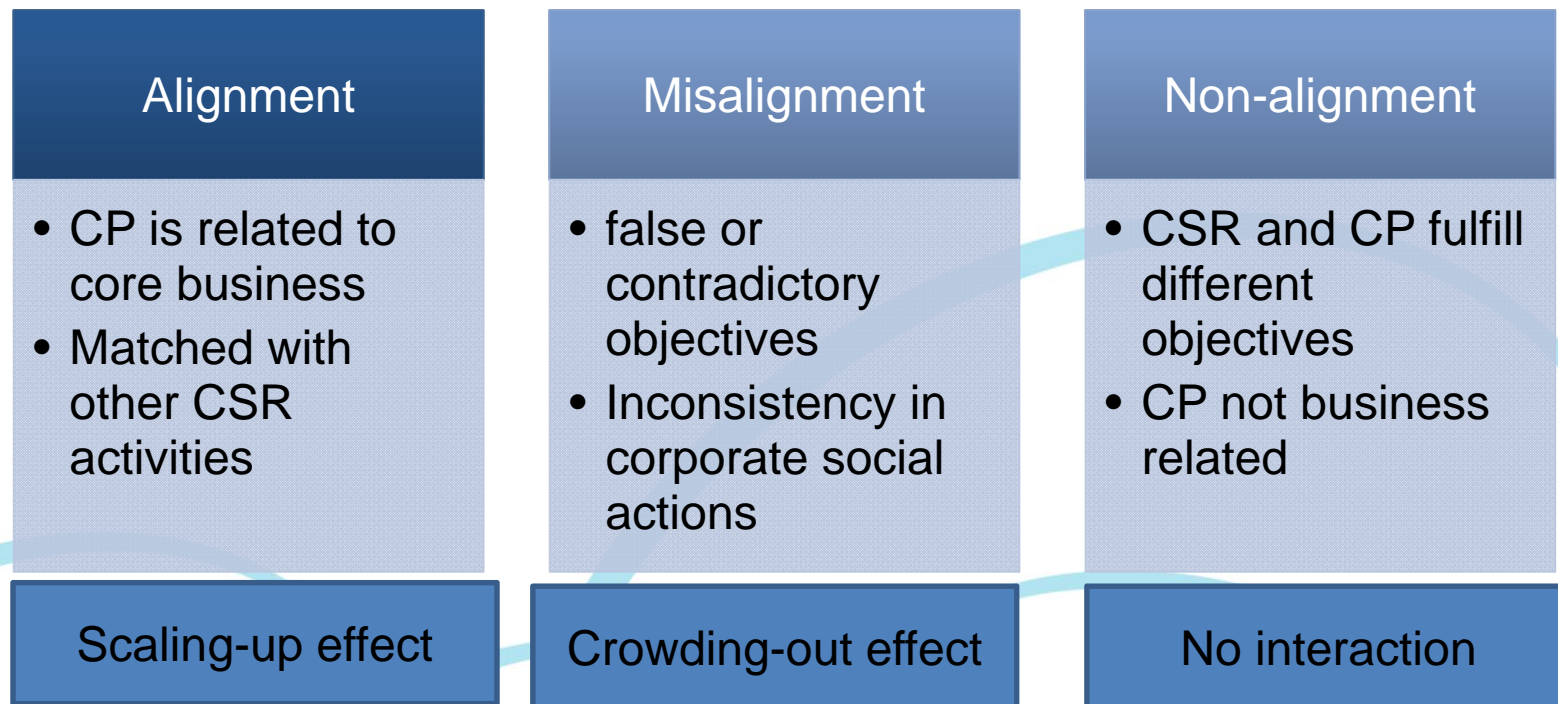 Alignment
• CP is related to
core business
• Matched with
other CSR
activities
Scaling-up effect
Misalignment
• false or
contradictory
objectives
• Inconsistency in
corporate social
actions
Crowding-out effect
Non-alignment
• CSR and CP fulfill
different
objectives
• CP not business
related
No interaction